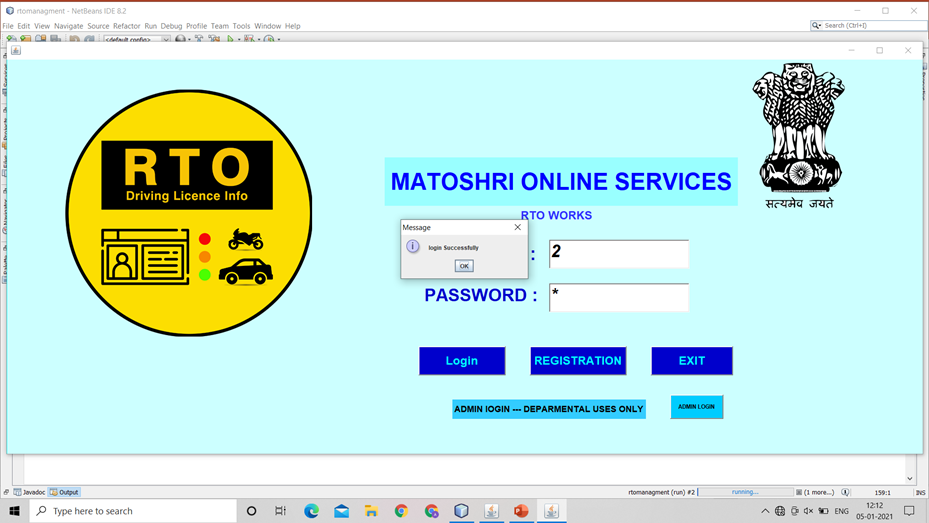 rtomanagment - NetBeans IDE 8.2
File Edit View Navigate Source Refactor Run Debug Profile Team Tools Window Help
Search (Ctrl+I)
<default config>
RTO
Driving Licence Info
सत्यमेव जयते
MATOSHRI ONLINE SERVICES
RTO WORKS
Message
login Successfully
OK
: 2
PASSWORD : *
Login REGISTRATION EXIT
ADMIN lOGIN --- DEPARMENTAL USES ONLY
ADMIN LOGIN
Javadoc Output
rtomanagment (run) #2 running... (1 more...) 159:1 INS
Type here to search
ENG
12:12
05-01-2021